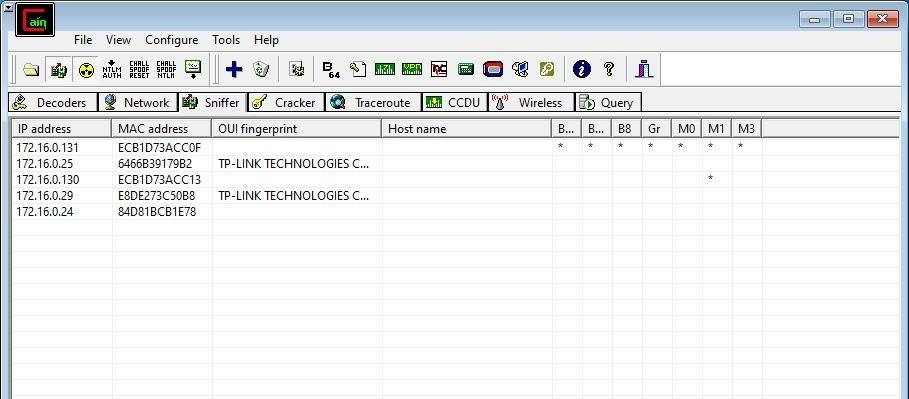 Cain
File View Configure Tools Help
NTLM AUTH CHALL SPOOF RESET CHALL SPOOF NTLM B64
Decoders Network Sniffer Cracker Traceroute CCDU Wireless Query
IP address MAC address OUI fingerprint Host name B... B... B8 Gr M0 M1 M3
172.16.0.131 ECB1D73ACC0F * * * * * * *
172.16.0.25 6466B39179B2 TP-LINK TECHNOLOGIES C...
172.16.0.130 ECB1D73ACC13 *
172.16.0.29 E8DE273C50B8 TP-LINK TECHNOLOGIES C...
172.16.0.24 84D81BCB1E78